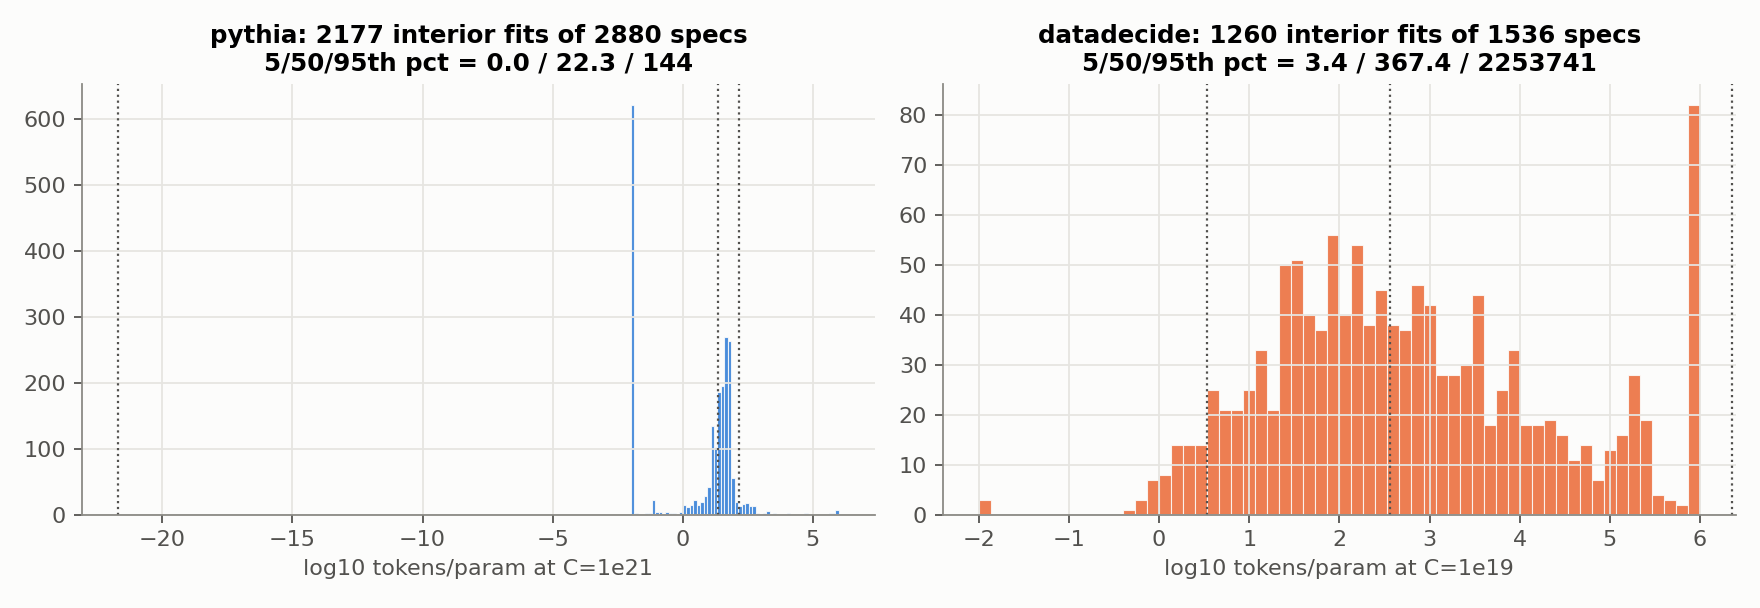 pythia: 2177 interior fits of 2880 specs
5/50/95th pct = 0.0 / 22.3 / 144
600
500
400
300
200
100
0
−20 −15 −10 −5 0 5
log10 tokens/param at C=1e21
datadecide: 1260 interior fits of 1536 specs
5/50/95th pct = 3.4 / 367.4 / 2253741
80
70
60
50
40
30
20
10
0
−2 −1 0 1 2 3 4 5 6
log10 tokens/param at C=1e19